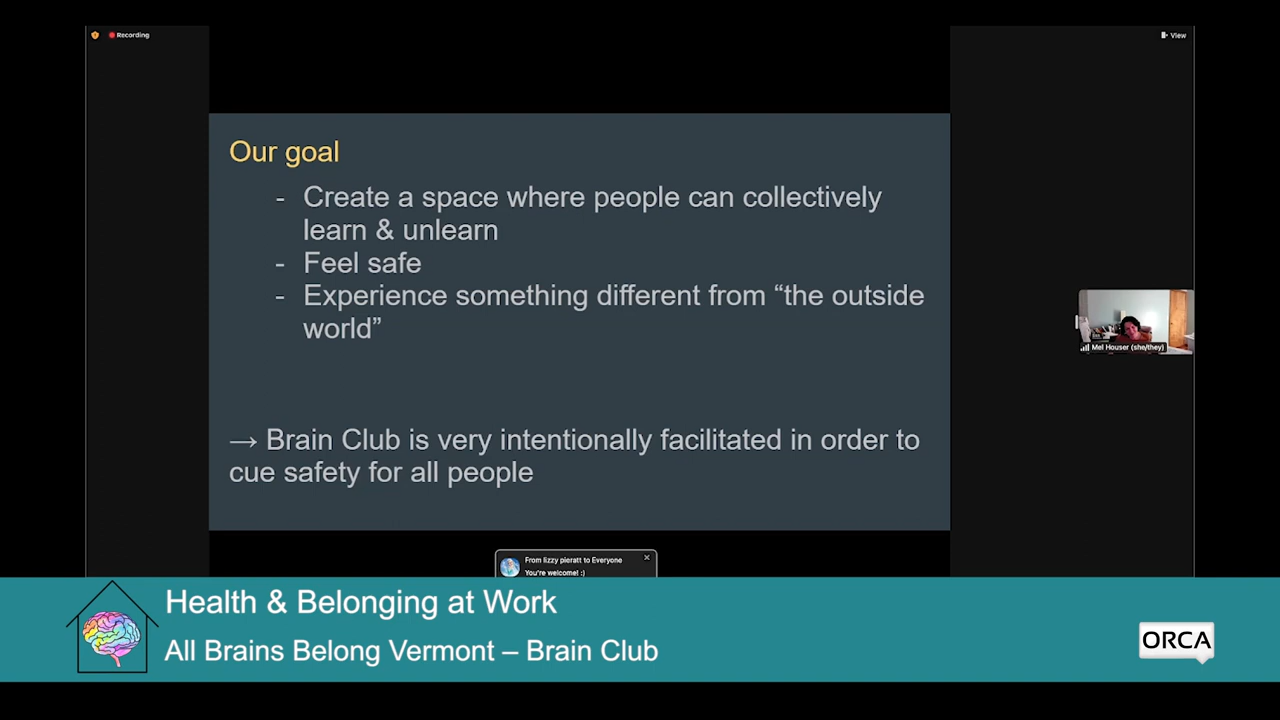 Recording
View
Our goal
- Create a space where people can collectively
learn & unlearn
- Feel safe
- Experience something different from “the outside
world”
Mel Houser (she/they)
→ Brain Club is very intentionally facilitated in order to
cue safety for all people
From lizzy pieratt to Everyone
You're welcome! :)
Health & Belonging at Work
All Brains Belong Vermont – Brain Club
ORCA